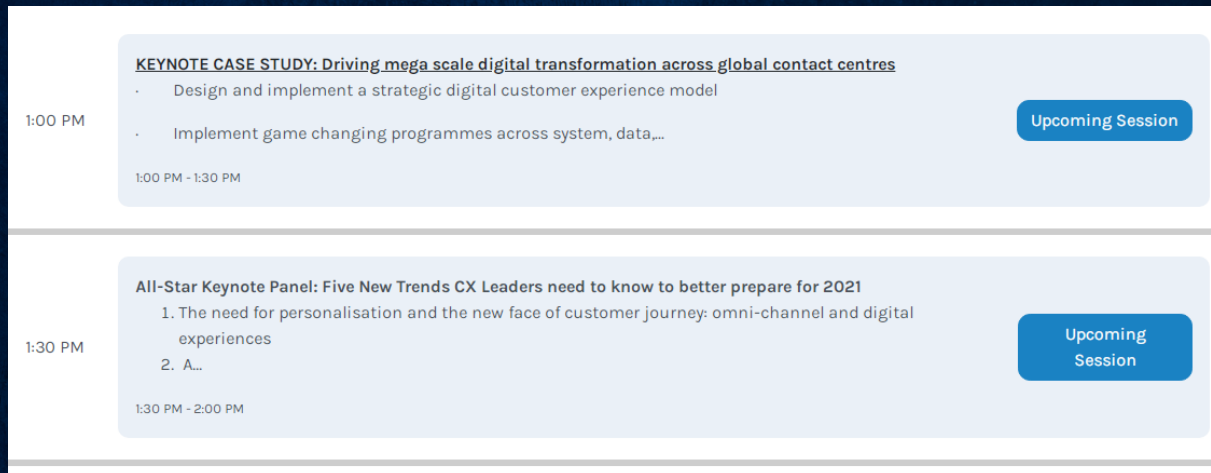 KEYNOTE CASE STUDY: Driving mega scale digital transformation across global contact centres
· Design and implement a strategic digital customer experience model
1:00 PM
· Implement game changing programmes across system, data,...
Upcoming Session
1:00 PM - 1:30 PM
All-Star Keynote Panel: Five New Trends CX Leaders need to know to better prepare for 2021
1. The need for personalisation and the new face of customer journey: omni-channel and digital
experiences
1:30 PM
2. A...
Upcoming
Session
1:30 PM - 2:00 PM